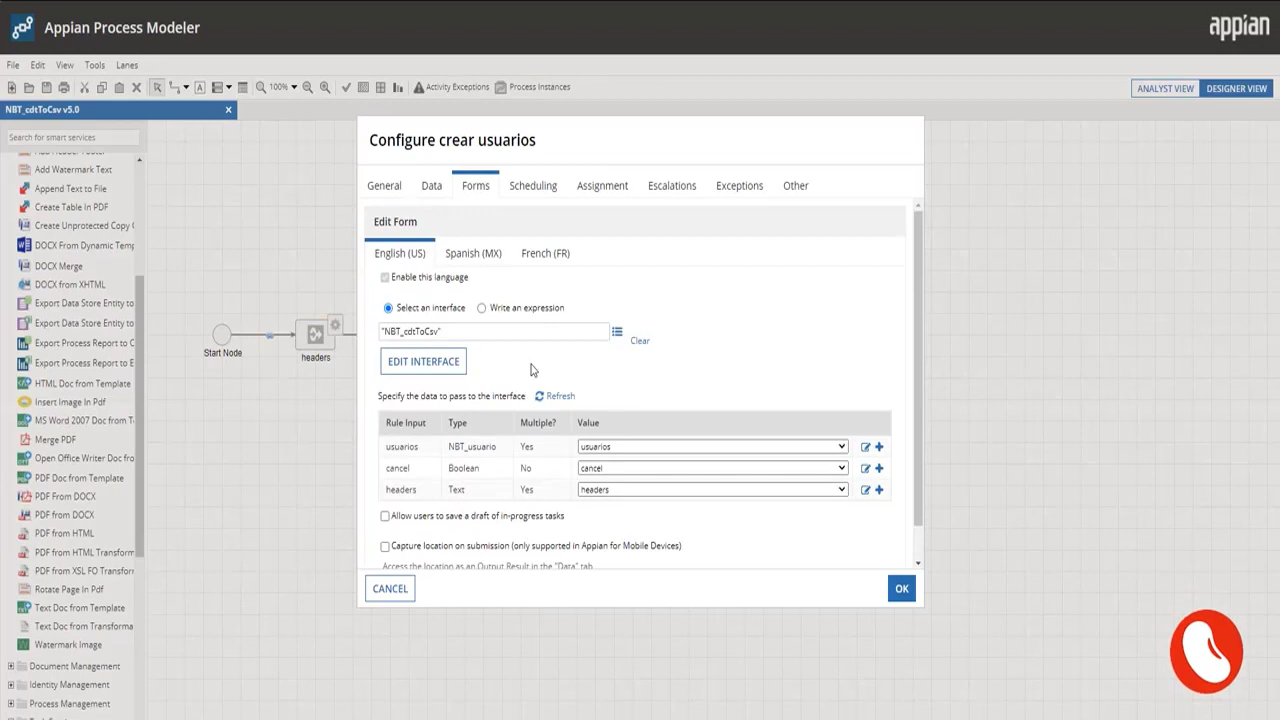 Appian Process Modeler
appian
File Edit View Tools Lanes
100% Activity Exceptions Process Instances
ANALYST VIEW DESIGNER VIEW
NBT_cdtToCsv v5.0 ×
Search for smart services
Add Watermark Text
Append Text to File
Create Table In PDF
Create Unprotected Copy (
DOCX From Dynamic Temp
DOCX Merge
DOCX from XHTML
Export Data Store Entity to
Export Data Store Entity to
Export Process Report to C
Export Process Report to E
HTML Doc from Template
Insert Image In Pdf
MS Word 2007 Doc from T
Merge PDF
Open Office Writer Doc fro
PDF Doc from Template
PDF From DOCX
PDF from DOCX
PDF from HTML
PDF from HTML Transform
PDF from XSL FO Transfor
Rotate Page In Pdf
Text Doc from Template
Text Doc from Transforma
Watermark Image
Document Management
Identity Management
Process Management
Start Node
headers
Configure crear usuarios
General Data Forms Scheduling Assignment Escalations Exceptions Other
Edit Form
English (US) Spanish (MX) French (FR)
Enable this language
Select an interface Write an expression
"NBT_cdtToCsv"
Clear
EDIT INTERFACE
Specify the data to pass to the interface Refresh
Rule Input Type Multiple? Value
usuarios NBT_usuario Yes usuarios
cancel Boolean No cancel
headers Text Yes headers
Allow users to save a draft of in-progress tasks
Capture location on submission (only supported in Appian for Mobile Devices)
Access the location as an Output Result in the "Data" tab
CANCEL OK